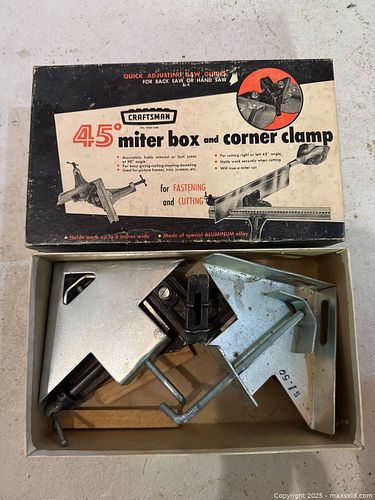 QUICK ADJUSTING SAW GUIDES
FOR BACK SAW OR HAND SAW
CRAFTSMAN
45° miter box and corner clamp
• Accurately holds mitered or butt joints
at 90° angle
• For easy gluing-nailing-stapling-doweling
• Used for picture frames, trim, screens, etc.
• For cutting right or left 45° angle
• Holds work securely when cutting
• Will true a miter cut
for FASTENING
and CUTTING
• Holds work up to 3 inches wide
• Made of special ALUMINUM alloy
Photo © 2025 - maxsold.com